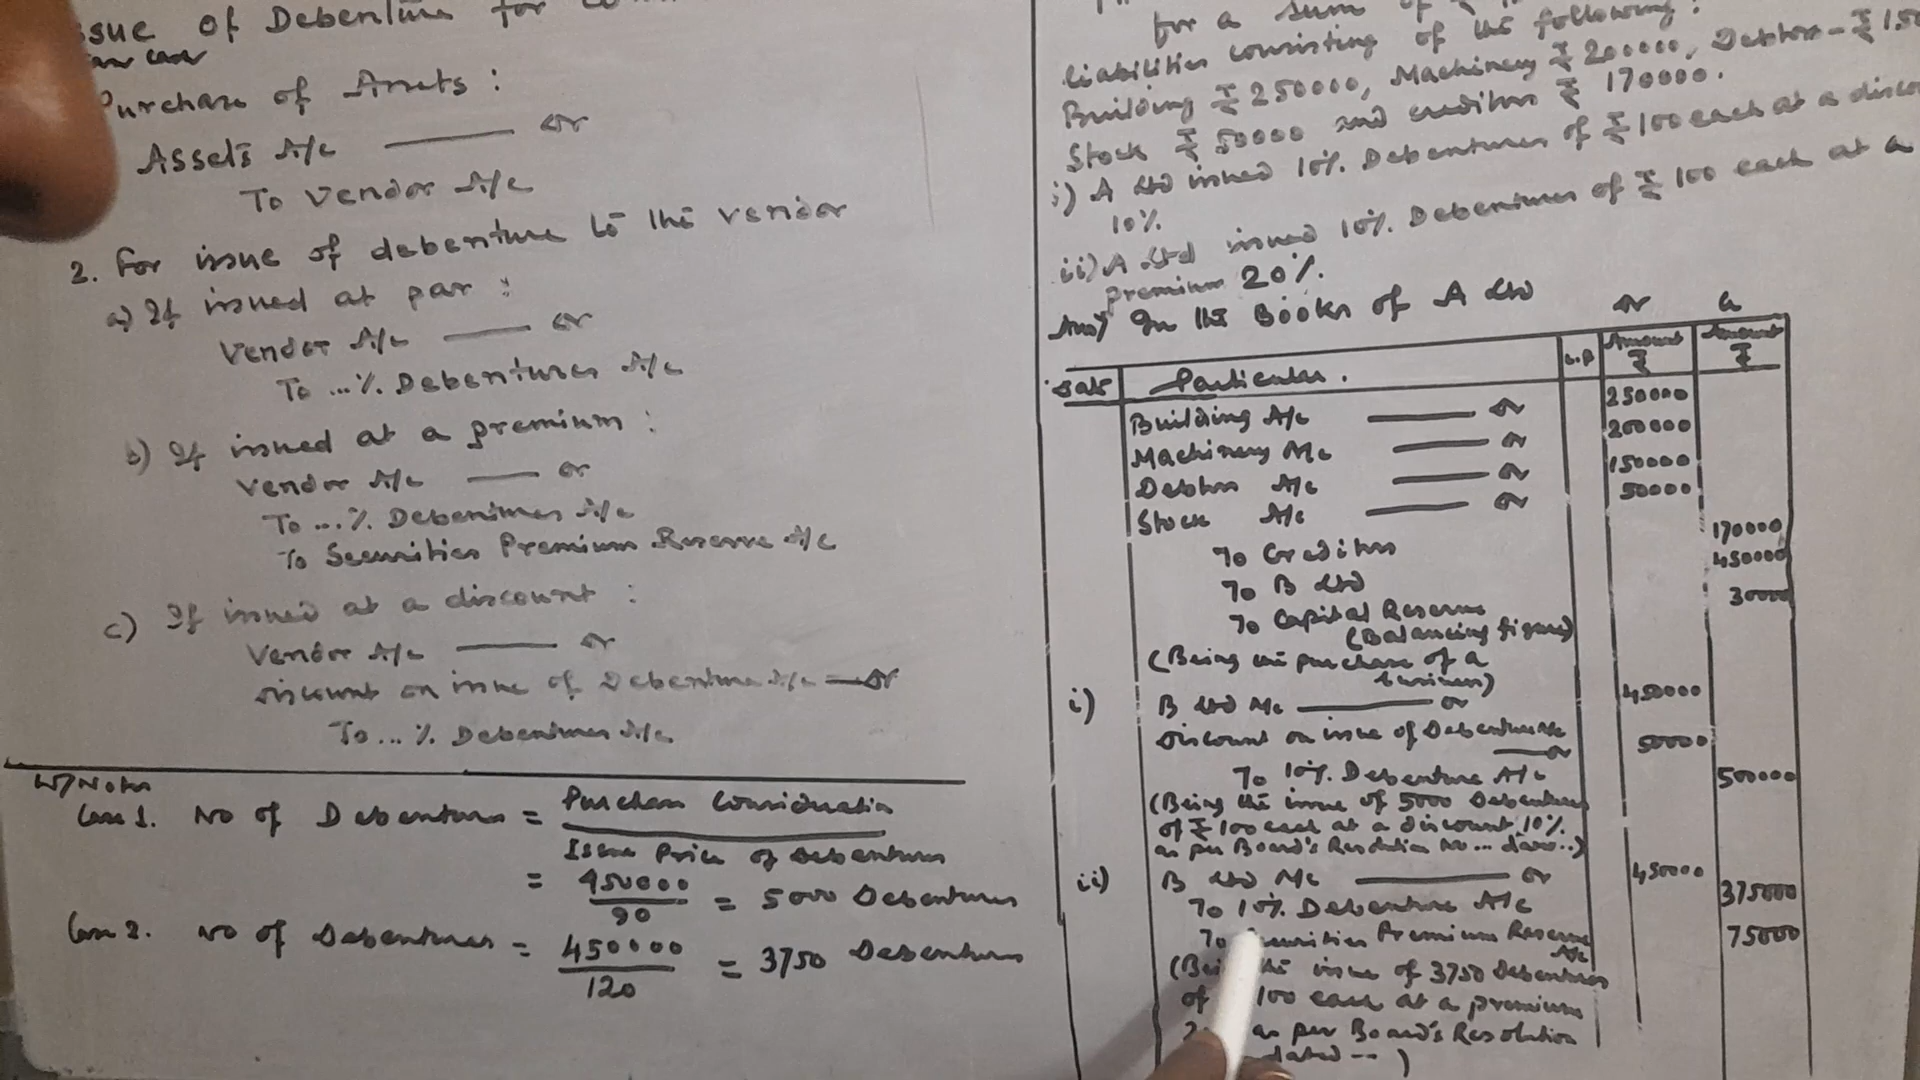 ssue of Debenture for
Purchase of Assets :
Assets A/c ——— Dr
To Vendor A/c
2. For issue of debenture to the vendor
a) If issued at par :
Vendor A/c —— Dr
To ...% Debentures A/c
b) If issued at a premium :
Vendor A/c —— Dr
To ...% Debentures A/c
To Securities Premium Reserve A/c
c) If issued at a discount :
Vendor A/c —— Dr
Discount on issue of Debenture A/c — Dr
To ...% Debentures A/c
W/Notes
Case 1. No of Debentures = Purchase Consideration
Issue Price of Debentures
= 450000
90
= 5000 Debentures
Case 2. No of Debentures = 450000
120
= 3750 Debentures
for a sum of ₹
liabilities consisting of the following.
Building ₹ 250000, Machinery ₹ 200000, Debtors - ₹ 150
Stock ₹ 50000 and creditors ₹ 170000.
i) A Ltd issued 10% Debentures of ₹ 100 each at a disco
10%
ii) A Ltd issued 10% Debentures of ₹ 100 each at a
premium 20%.
Ans) In the Books of A Ltd
Dr Cr
Date Particulars. L.F Amount ₹ Amount ₹
Building A/c ——— Dr 250000
Machinery A/c ——— Dr 200000
Debtors A/c ——— Dr 150000
Stock A/c ——— Dr 50000
To Creditors 170000
To B Ltd 450000
To Capital Reserve 30000
(Balancing figure)
(Being the purchase of a
business)
i) B Ltd A/c ——— Dr 450000
Discount on issue of Debenture A/c
—— Dr 50000
To 10% Debenture A/c 500000
(Being the issue of 5000 Debentures
of ₹ 100 each at a discount 10%
as per Board's Resolution No... date..)
ii) B Ltd A/c ——— Dr 450000
To 10% Debenture A/c 375000
To Securities Premium Reserve A/c 75000
the issue of 3750 Debentures
of 100 each at a premium
as per Board's Resolution
dated -- )